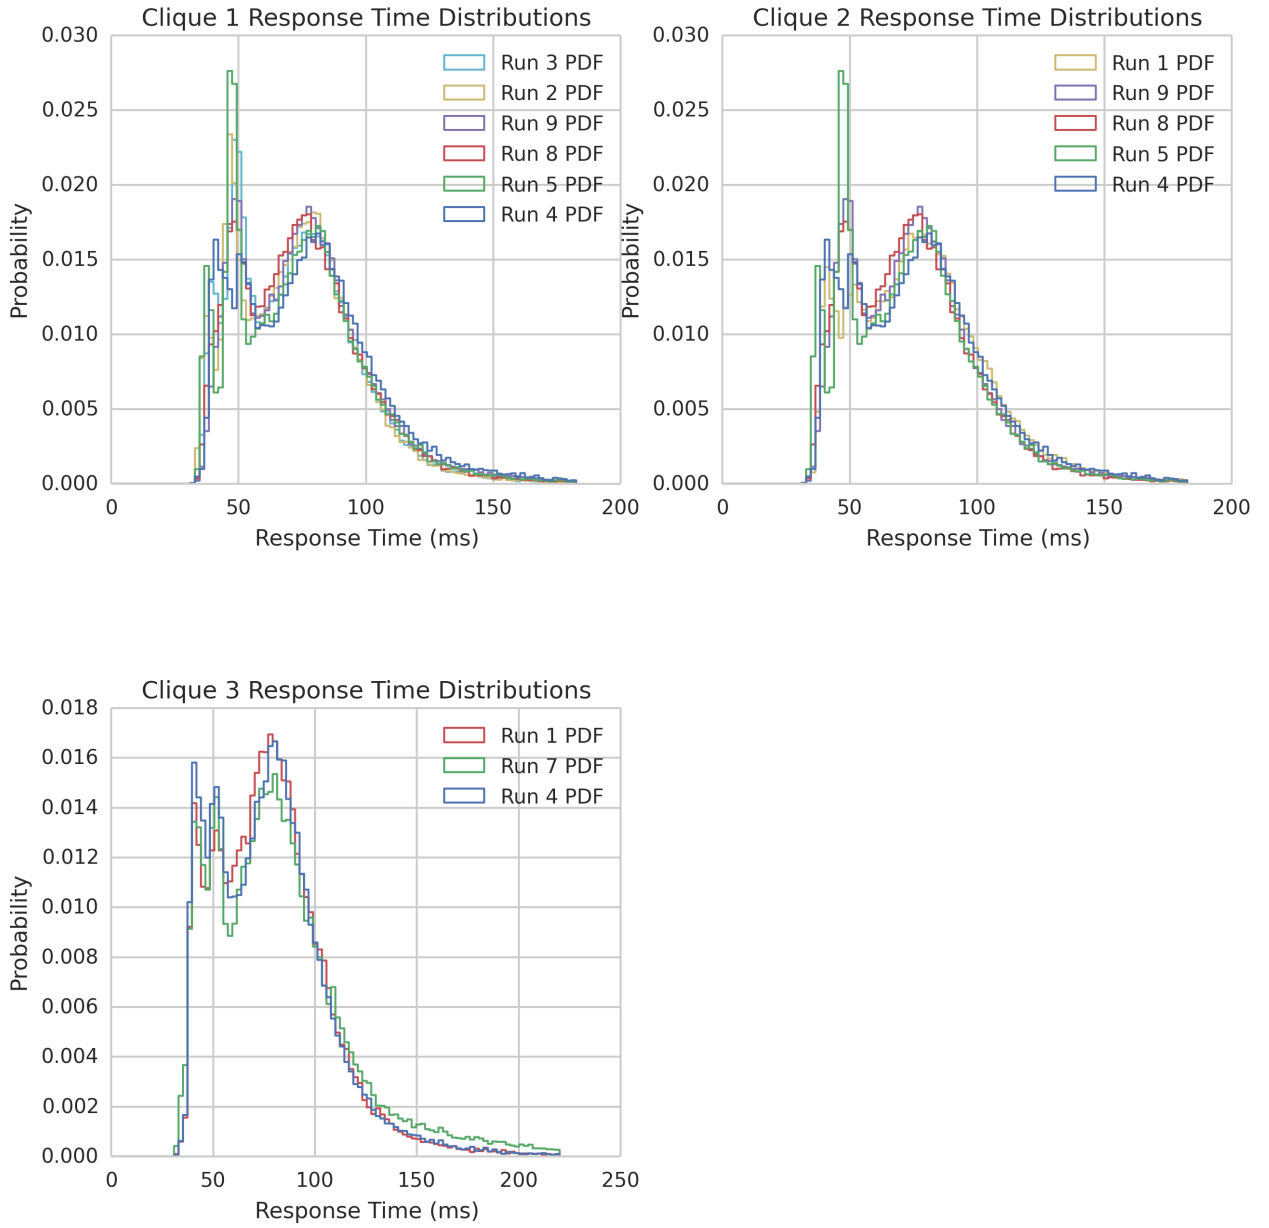 Clique 1 Response Time Distributions
0.030
0.025
0.020
0.015
0.010
0.005
0.000
Probability
0
50
100
150
200
Response Time (ms)
Run 3 PDF
Run 2 PDF
Run 9 PDF
Run 8 PDF
Run 5 PDF
Run 4 PDF
Clique 2 Response Time Distributions
0.030
0.025
0.020
0.015
0.010
0.005
0.000
Probability
0
50
100
150
200
Response Time (ms)
Run 1 PDF
Run 9 PDF
Run 8 PDF
Run 5 PDF
Run 4 PDF
Clique 3 Response Time Distributions
0.018
0.016
0.014
0.012
0.010
0.008
0.006
0.004
0.002
0.000
Probability
0
50
100
150
200
250
Response Time (ms)
Run 1 PDF
Run 7 PDF
Run 4 PDF